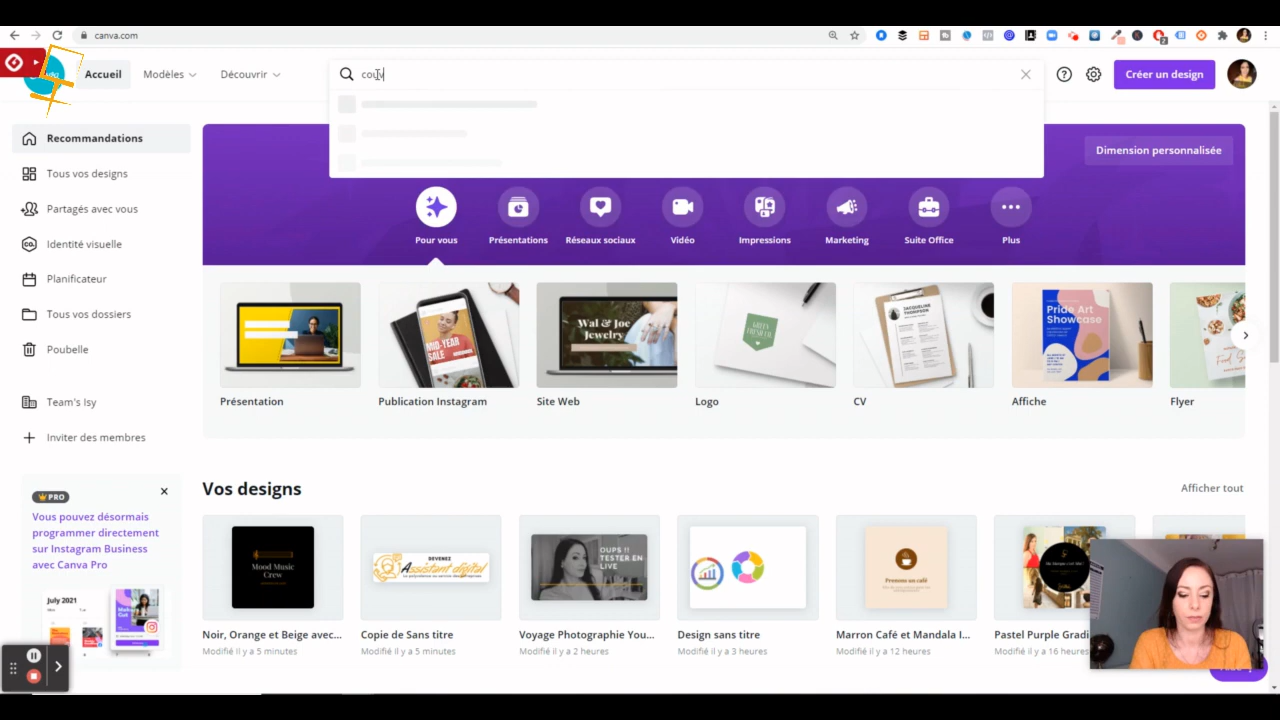 canva.com
Accueil
Modèles
Découvrir
couv
Créer un design
Recommandations
Tous vos designs
Partagés avec vous
Identité visuelle
Planificateur
Tous vos dossiers
Poubelle
Team's Isy
Inviter des membres
PRO
Vous pouvez désormais
programmer directement
sur Instagram Business
avec Canva Pro
July 2021
Dimension personnalisée
Pour vous
Présentations
Réseaux sociaux
Vidéo
Impressions
Marketing
Suite Office
Plus
MID-YEAR
SALE
Wal & Joe
Jewelry
JACQUELINE
THOMPSON
Pride Art
Showcase
Présentation
Publication Instagram
Site Web
Logo
CV
Affiche
Flyer
Vos designs
Afficher tout
Mood Music
Crew
DEVENEZ
Assistant digital
OUPS !!
TESTER EN
LIVE
Prenons un café
Noir, Orange et Beige avec...
Modifié il y a 5 minutes
Copie de Sans titre
Modifié il y a 5 minutes
Voyage Photographie You...
Modifié il y a 2 heures
Design sans titre
Modifié il y a 3 heures
Marron Café et Mandala I...
Modifié il y a 12 heures
Pastel Purple Gradi
Modifié il y a 16 heures